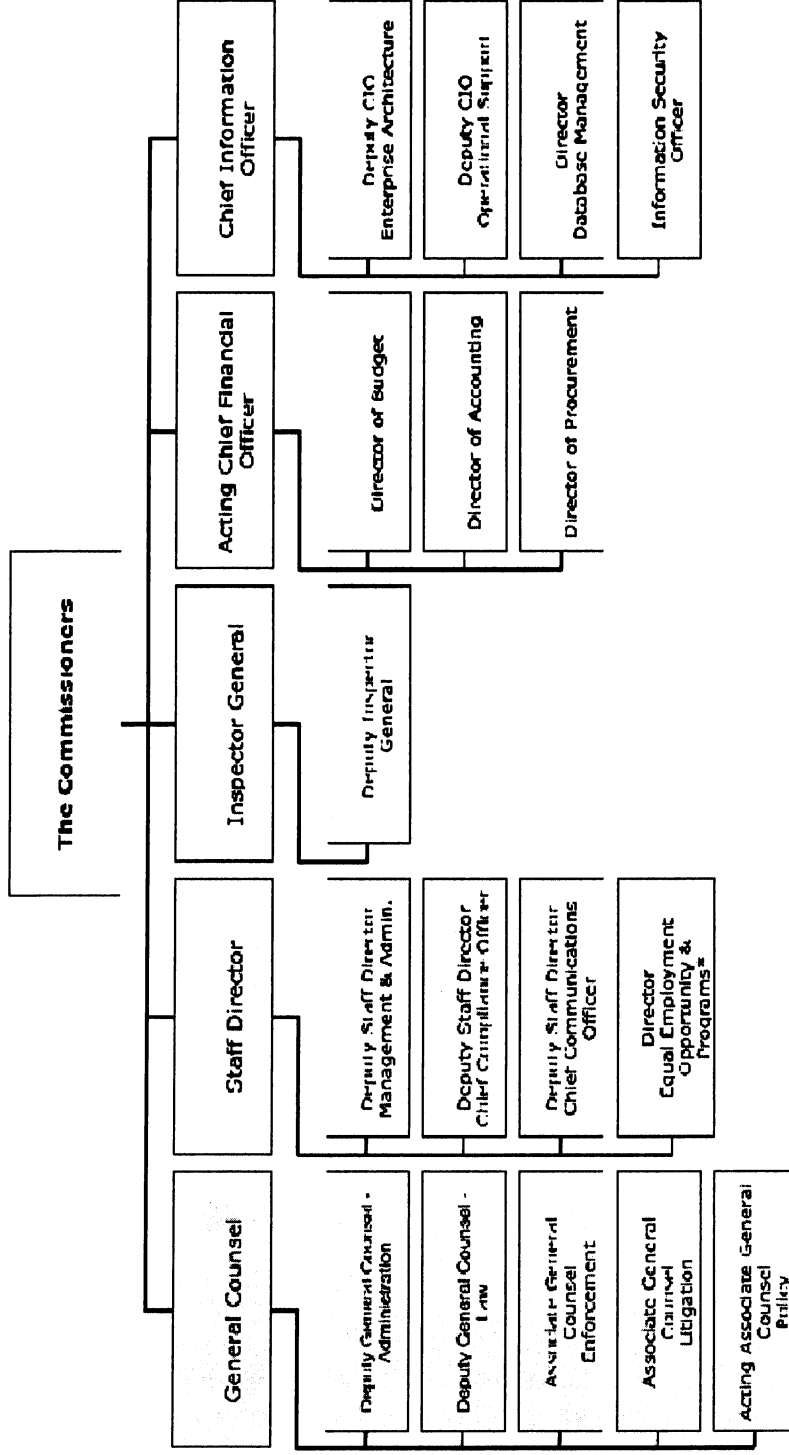 The Commissioners
General Counsel
Staff Director
Inspector General
Acting Chief Financial
Officer
Chief Information
Officer
Deputy General Counsel -
Administration
Deputy General Counsel -
Law
Associate General
Counsel
Enforcement
Associate General
Counsel
Litigation
Acting Associate General
Counsel
Policy
Deputy Staff Director
Management & Admin.
Deputy Staff Director
Chief Compliance Officer
Deputy Staff Director
Chief Communications
Officer
Director
Equal Employment
Opportunity &
Programs*
Deputy Inspector
General
Director of Budget
Director of Accounting
Director of Procurement
Deputy CIO
Enterprise Architecture
Deputy CIO
Operational Support
Director
Database Management
Information Security
Officer